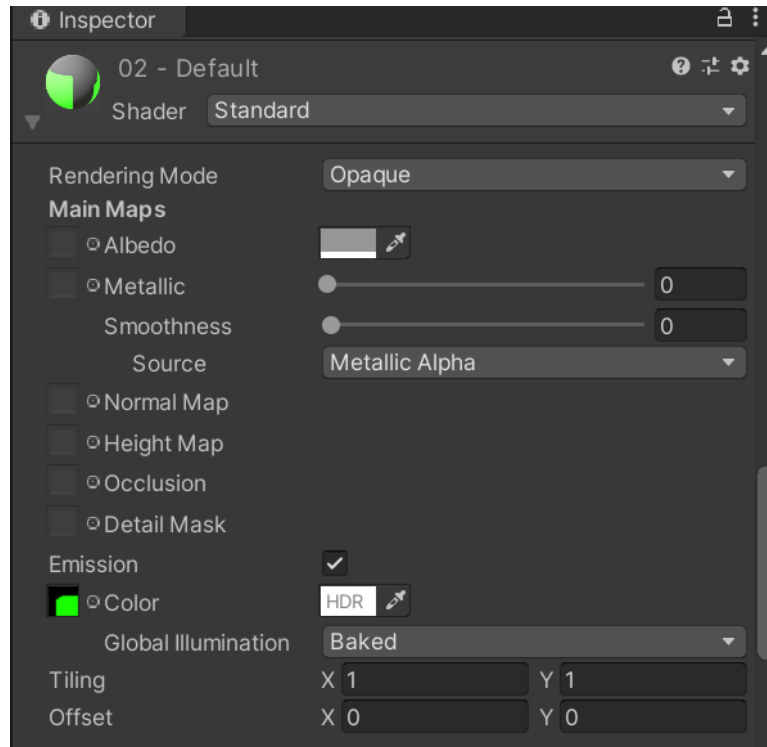 Inspector
02 - Default
Shader Standard
Rendering Mode Opaque
Main Maps
Albedo
Metallic 0
Smoothness 0
Source Metallic Alpha
Normal Map
Height Map
Occlusion
Detail Mask
Emission
Color HDR
Global Illumination Baked
Tiling X 1 Y 1
Offset X 0 Y 0